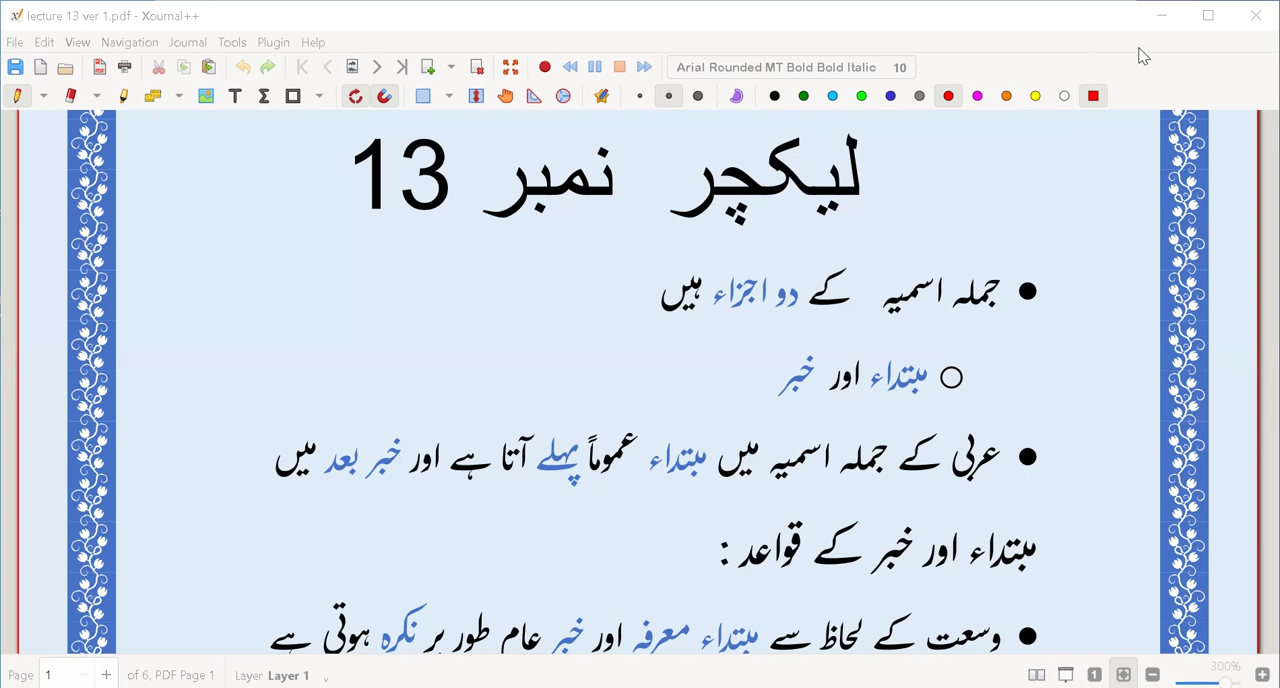 lecture 13 ver 1.pdf - Xournal++
File Edit View Navigation Journal Tools Plugin Help
Arial Rounded MT Bold Bold Italic 10
لیکچر نمبر 13
● جملہ اسمیہ کے دو اجزاء ہیں
○ مبتداء اور خبر
● عربی کے جملہ اسمیہ میں مبتداء عموماً پہلے آتا ہے اور خبر بعد میں
مبتداء اور خبر کے قواعد :
● وسعت کے لحاظ سے مبتداء معرفہ اور خبر عام طور پر نکرہ ہوتی ہے
Page 1 of 6, PDF Page 1 Layer Layer 1 300%